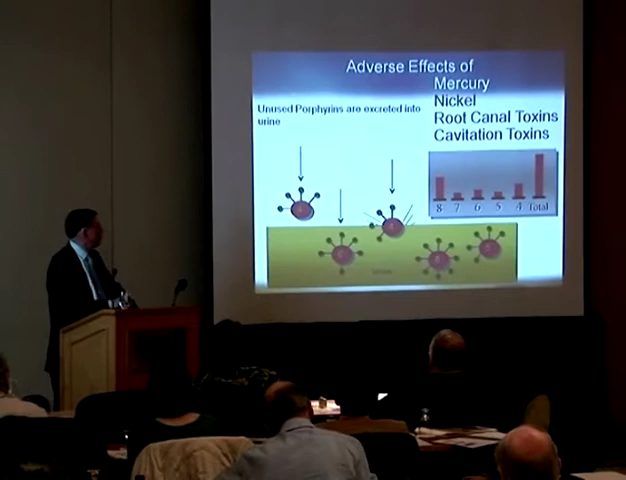 Adverse Effects of
Mercury
Nickel
Root Canal Toxins
Cavitation Toxins
Unused Porphyrins are excreted into
urine
8 7 6 5 4 Total